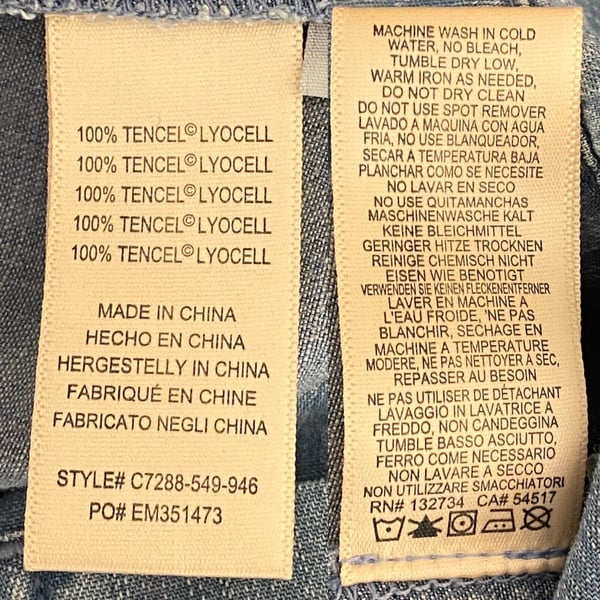 100% TENCEL©LYOCELL
100% TENCEL©LYOCELL
100% TENCEL©LYOCELL
100% TENCEL©LYOCELL
100% TENCEL©LYOCELL
MADE IN CHINA
HECHO EN CHINA
HERGESTELLY IN CHINA
FABRIQUÉ EN CHINE
FABRICATO NEGLI CHINA
STYLE# C7288-549-946
PO# EM351473
MACHINE WASH IN COLD
WATER, NO BLEACH,
TUMBLE DRY LOW,
WARM IRON AS NEEDED,
DO NOT DRY CLEAN
DO NOT USE SPOT REMOVER
LAVADO A MAQUINA CON AGUA
FRIA, NO USE BLANQUEADOR,
SECAR A TEMPERATURA BAJA
PLANCHAR COMO SE NECESITE
NO LAVAR EN SECO
NO USE QUITAMANCHAS
MASCHINENWASCHE KALT
KEINE BLEICHMITTEL
GERINGER HITZE TROCKNEN
REINIGE CHEMISCH NICHT
EISEN WIE BENOTIGT
VERWENDEN SIE KEINEN FLECKENENTFERNER
LAVER EN MACHINE A
L'EAU FROIDE, 'NE PAS
BLANCHIR, SECHAGE EN
MACHINE A TEMPERATURE
MODERE, NE PAS NETTOYER A SEC,
REPASSER AU BESOIN
NE PAS UTILISER DE DÉTACHANT
LAVAGGIO IN LAVATRICE A
FREDDO, NON CANDEGGINA
TUMBLE BASSO ASCIUTTO,
FERRO COME NECESSARIO
NON LAVARE A SECCO
NON UTILIZZARE SMACCHIATORI
RN# 132734 CA# 54517